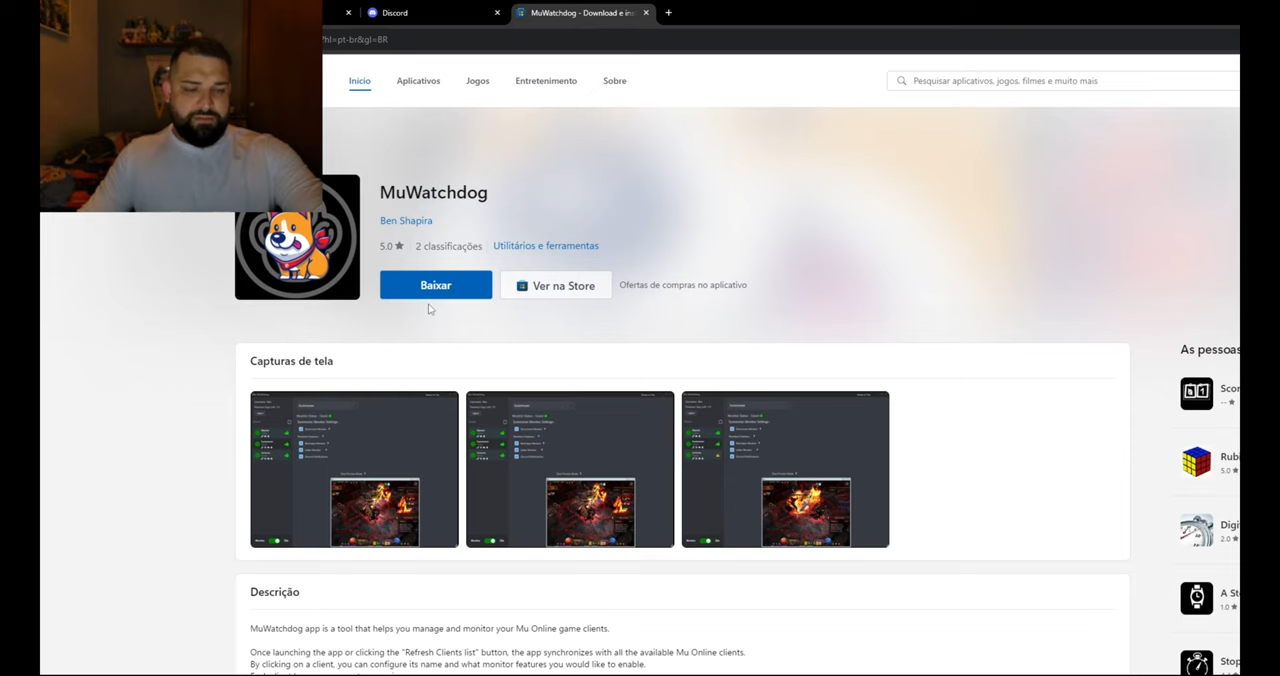 Discord
MuWatchdog - Download e ins
?hl=pt-br&gl=BR
Início
Aplicativos
Jogos
Entretenimento
Sobre
Pesquisar aplicativos, jogos, filmes e muito mais
MuWatchdog
Ben Shapira
5.0 ★ 2 classificações Utilitários e ferramentas
Baixar
Ver na Store
Ofertas de compras no aplicativo
Capturas de tela
As pessoas
Scor
--★
Rubi
5.0★
Digi
2.0★
A St
1.0★
Stop
Descrição
MuWatchdog app is a tool that helps you manage and monitor your Mu Online game clients.
Once launching the app or clicking the "Refresh Clients list" button, the app synchronizes with all the available Mu Online clients.
By clicking on a client, you can configure its name and what monitor features you would like to enable.